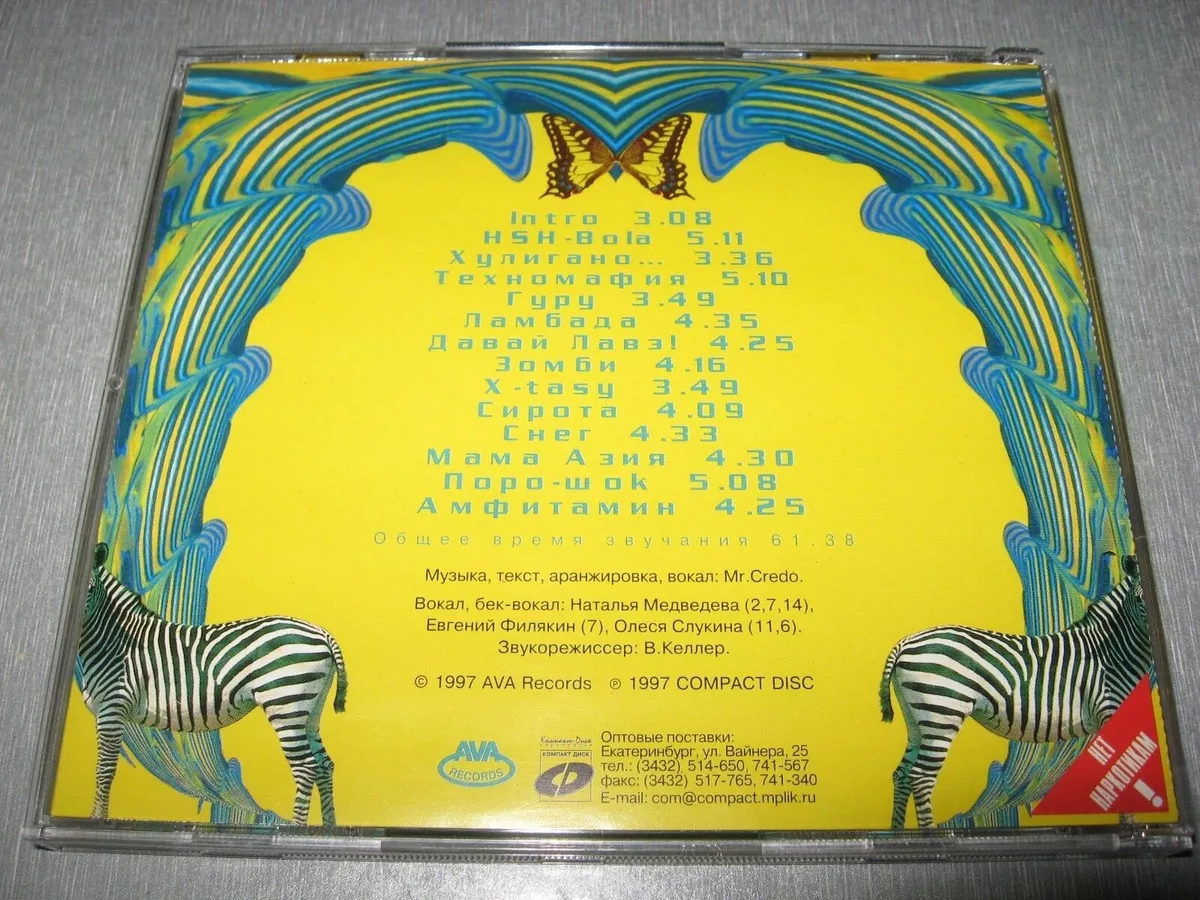 Intro 3.08
HSH-Bola 5.11
Хулигано... 3.36
Техномафия 5.10
Гуру 3.49
Ламбада 4.35
Давай Лавэ! 4.25
Зомби 4.16
X-tasy 3.49
Сирота 4.09
Снег 4.33
Мама Азия 4.30
Поро-шок 5.08
Амфитамин 4.25
Общее время звучания 61.38
Музыка, текст, аранжировка, вокал: Mr.Credo.
Вокал, бек-вокал: Наталья Медведева (2,7,14),
Евгений Филякин (7), Олеся Слукина (11,6).
Звукорежиссер: В.Келлер.
© 1997 AVA Records ℗ 1997 COMPACT DISC
AVA
RECORDS
Компакт-Диск
КОМПАКТ ДИСК
Оптовые поставки:
Екатеринбург, ул. Вайнера, 25
тел.: (3432) 514-650, 741-567
факс: (3432) 517-765, 741-340
E-mail: com@compact.mplik.ru
НЕТ
НАРКОТИКАМ
!